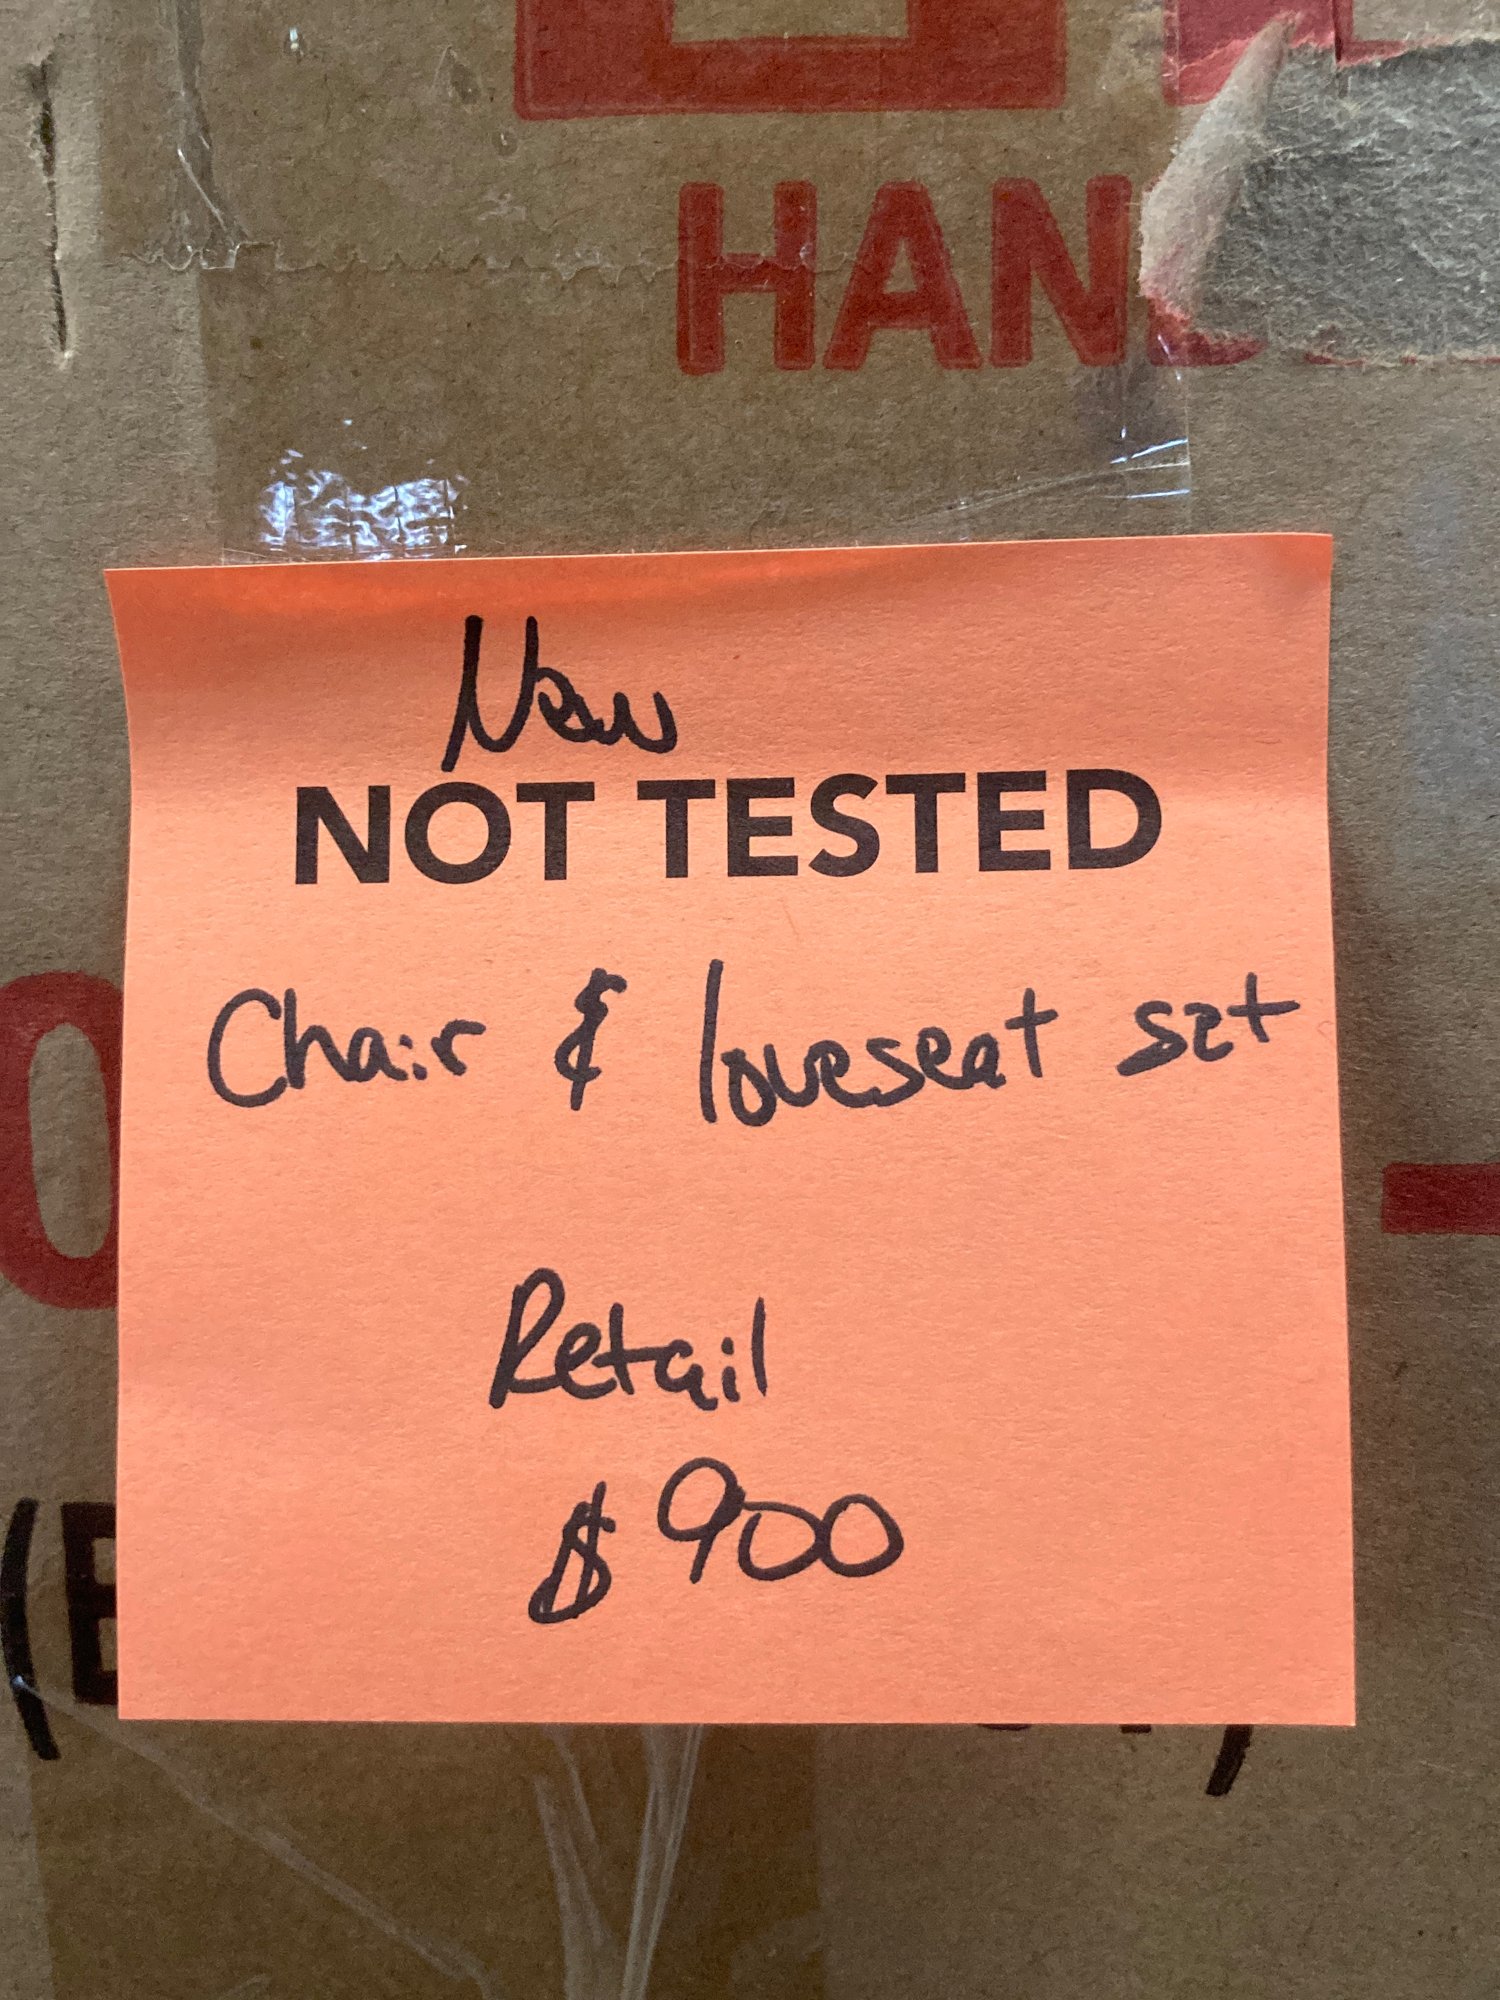 HAN
New
NOT TESTED
Chair & loveseat set
Retail
$900